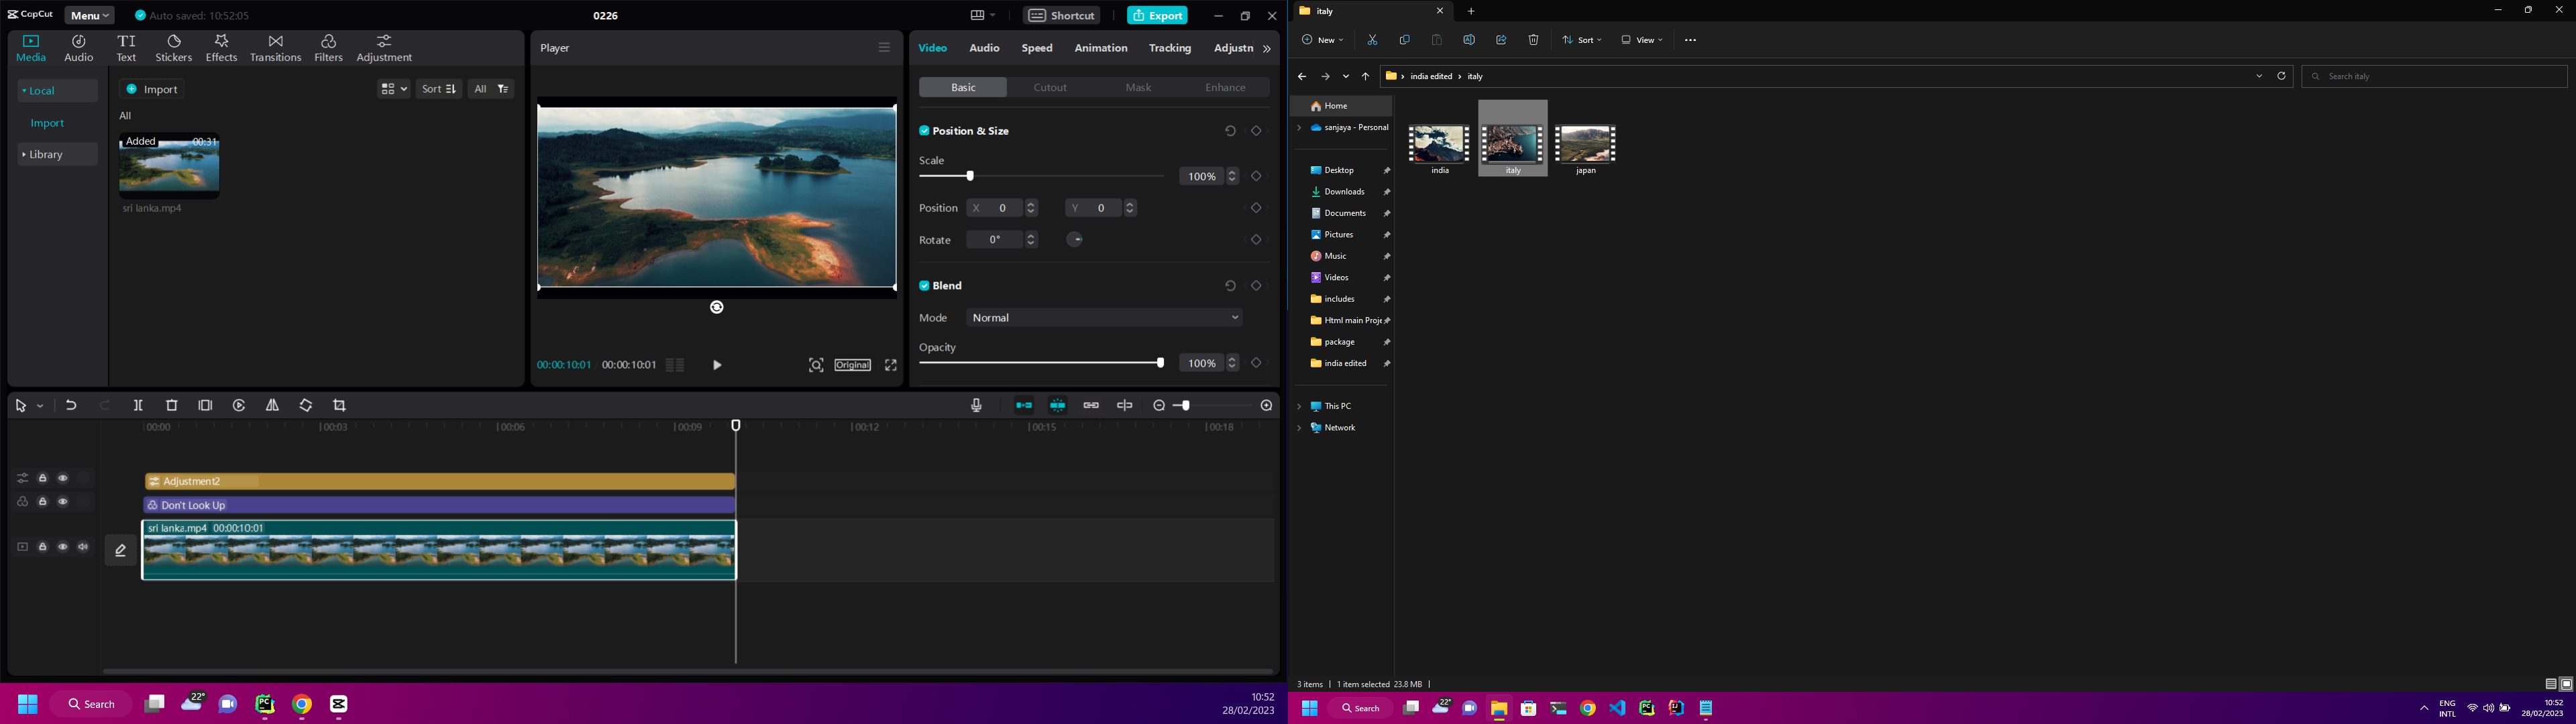 CapCut Menu Auto saved: 10:52:05 0226 Shortcut Export
Media Audio Text Stickers Effects Transitions Filters Adjustment
Local
Import
Library
Import Sort All
All
Added 00:31
sri lanka.mp4
Player
00:00:10:01 00:00:10:01 Original
Video Audio Speed Animation Tracking Adjustn
Basic Cutout Mask Enhance
Position & Size
Scale
100%
Position X 0 Y 0
Rotate 0°
Blend
Mode Normal
Opacity
100%
00:00 00:03 00:06 00:09 00:12 00:15 00:18
Adjustment2
Don't Look Up
sri lanka.mp4 00:00:10:01
Search 22° PC
10:52
28/02/2023
italy
New Sort View
india edited italy Search italy
Home
sanjaya - Personal
Desktop
Downloads
Documents
Pictures
Music
Videos
includes
Html main Proje
package
india edited
This PC
Network
india italy japan
3 items 1 item selected 23.8 MB
Search 22° PC
ENG
INTL
10:52
28/02/2023